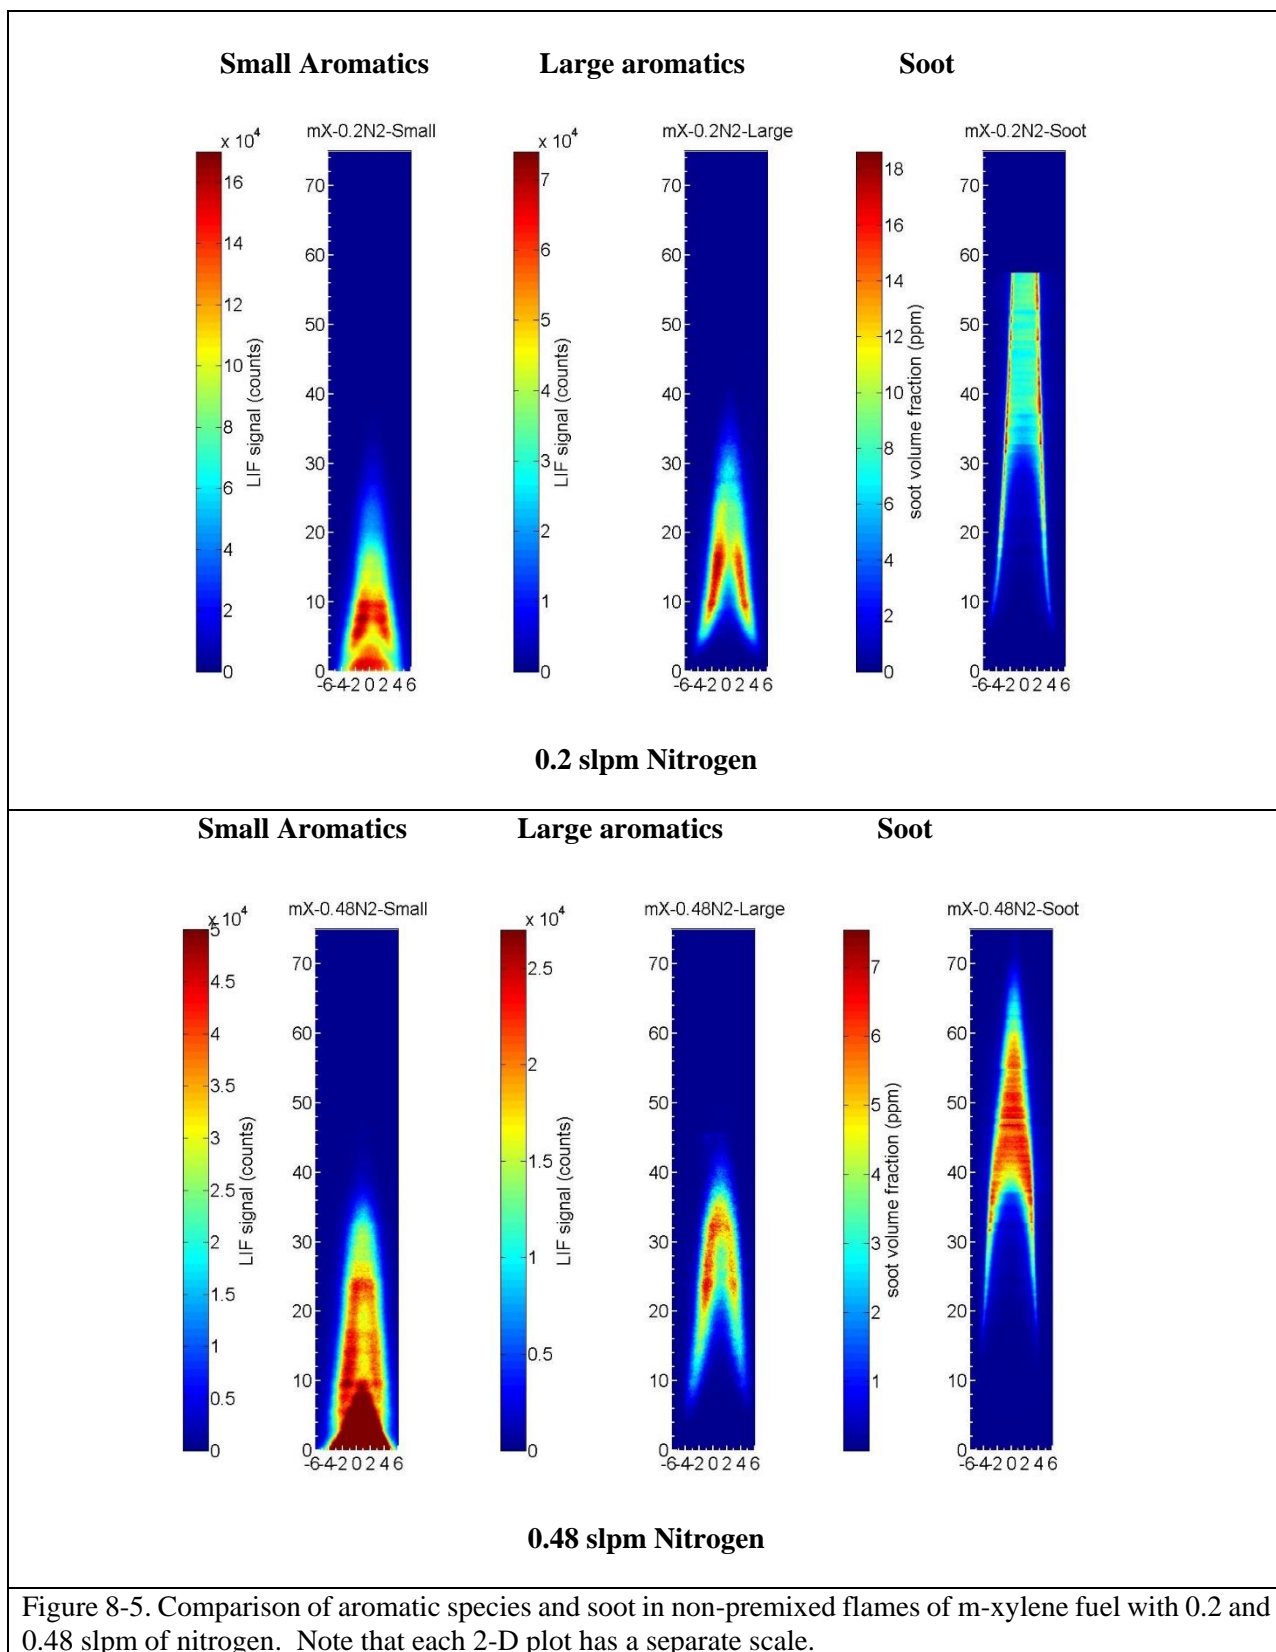 Small Aromatics Large aromatics Soot
x 10^4 mX-0.2N2-Small x 10^4 mX-0.2N2-Large mX-0.2N2-Soot
16 14 12 10 8 6 4 2 0
LIF signal (counts)
70 60 50 40 30 20 10 0
-6-4-2 0 2 4 6
7 6 5 4 3 2 1 0
LIF signal (counts)
70 60 50 40 30 20 10 0
-6-4-2 0 2 4 6
18 16 14 12 10 8 6 4 2 0
soot volume fraction (ppm)
70 60 50 40 30 20 10 0
-6-4-2 0 2 4 6
0.2 slpm Nitrogen
Small Aromatics Large aromatics Soot
x 10^4 mX-0.48N2-Small x 10^4 mX-0.48N2-Large mX-0.48N2-Soot
5 4.5 4 3.5 3 2.5 2 1.5 1 0.5 0
LIF signal (counts)
70 60 50 40 30 20 10 0
-6-4-2 0 2 4 6
2.5 2 1.5 1 0.5 0
LIF signal (counts)
70 60 50 40 30 20 10 0
-6-4-2 0 2 4 6
7 6 5 4 3 2 1
soot volume fraction (ppm)
70 60 50 40 30 20 10 0
-6-4-2 0 2 4 6
0.48 slpm Nitrogen
Figure 8-5. Comparison of aromatic species and soot in non-premixed flames of m-xylene fuel with 0.2 and
0.48 slpm of nitrogen. Note that each 2-D plot has a separate scale.